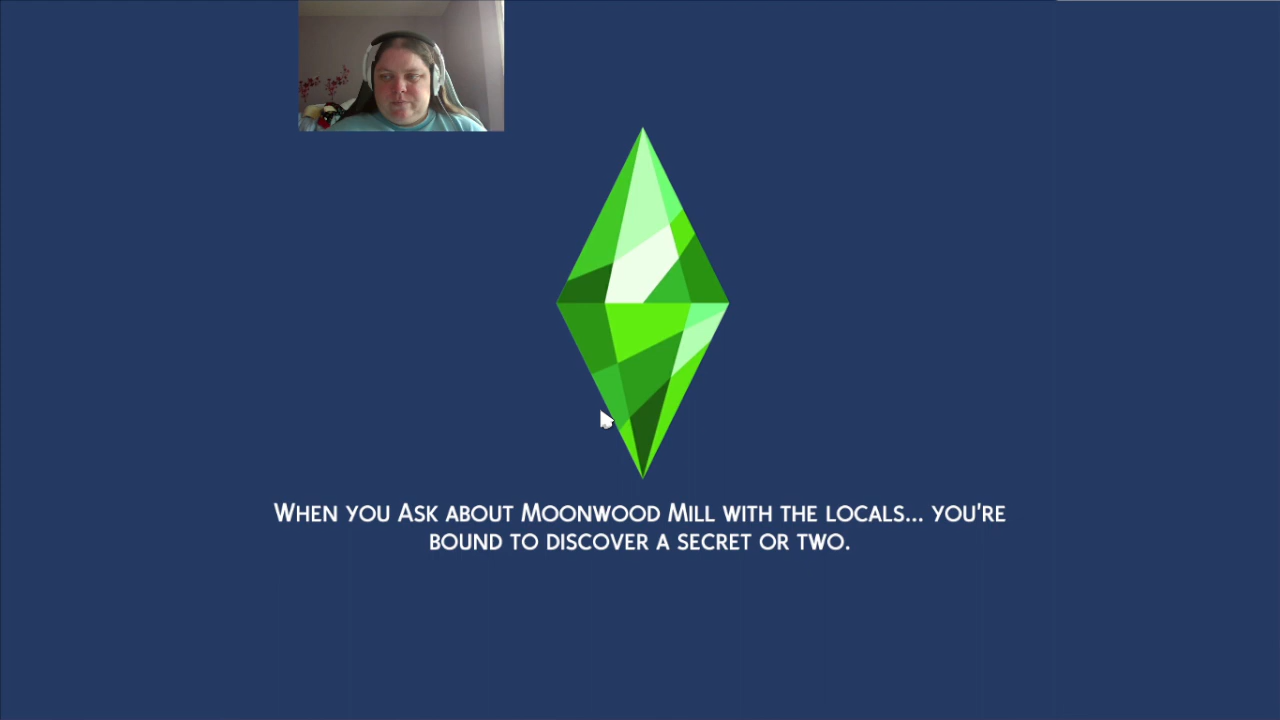 When you Ask about Moonwood Mill with the locals... you're
bound to discover a secret or two.